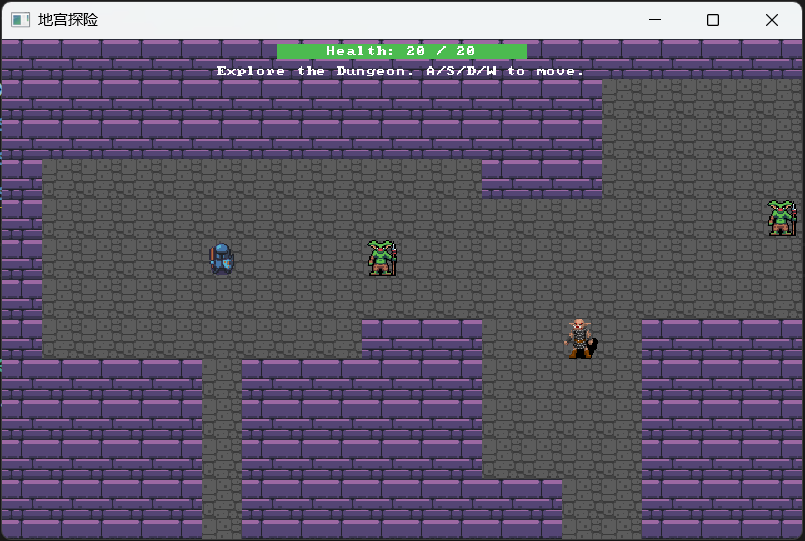 地宫探险
Health: 20 / 20
Explore the Dungeon. A/S/D/W to move.